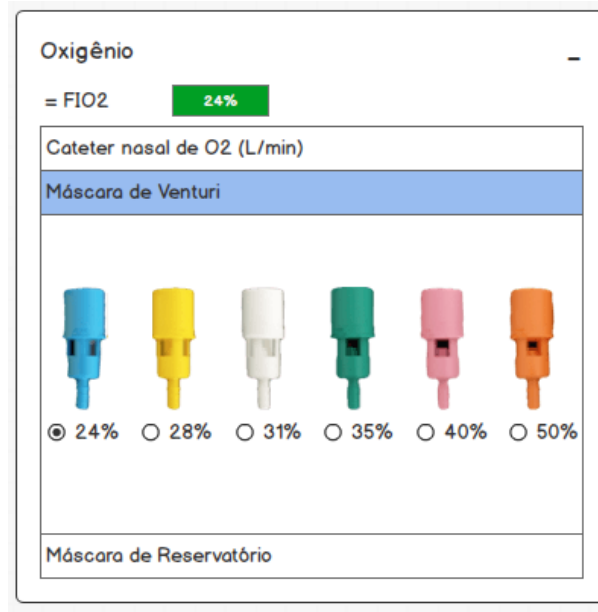 Oxigênio
= FIO2 24%
Cateter nasal de O2 (L/min)
Máscara de Venturi
24% 28% 31% 35% 40% 50%
Máscara de Reservatório